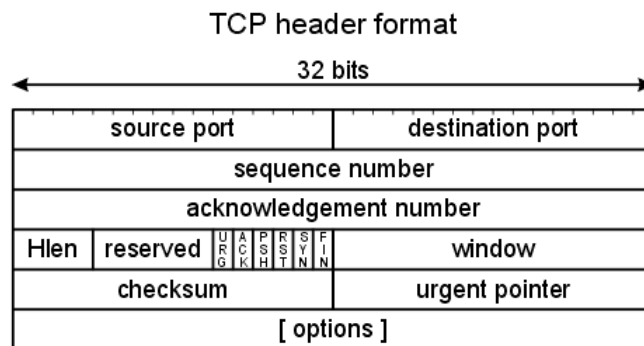 TCP header format
32 bits
source port destination port
sequence number
acknowledgement number
Hlen reserved URG ACK PSH RST SYN FIN window
checksum urgent pointer
[ options ]